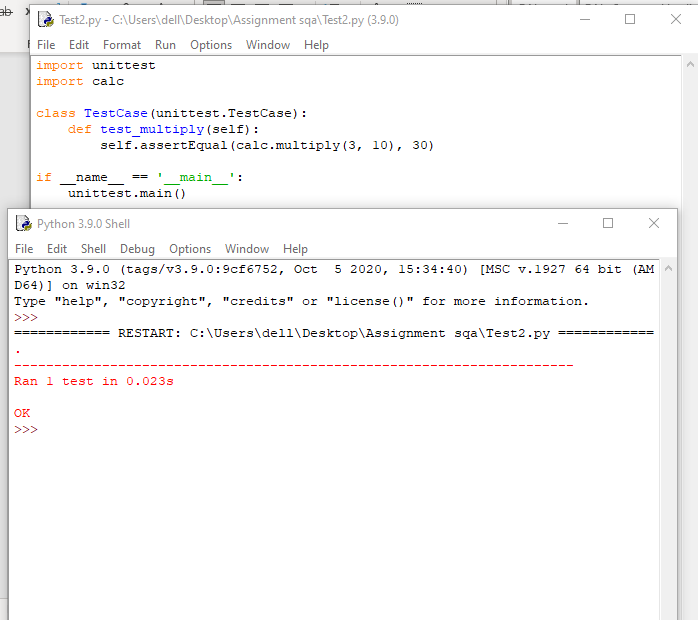 Test2.py - C:\Users\dell\Desktop\Assignment sqa\Test2.py (3.9.0)
File Edit Format Run Options Window Help
import unittest
import calc
class TestCase(unittest.TestCase):
    def test_multiply(self):
        self.assertEqual(calc.multiply(3, 10), 30)
if __name__ == '__main__':
    unittest.main()
Python 3.9.0 Shell
File Edit Shell Debug Options Window Help
Python 3.9.0 (tags/v3.9.0:9cf6752, Oct  5 2020, 15:34:40) [MSC v.1927 64 bit (AM
D64)] on win32
Type "help", "copyright", "credits" or "license()" for more information.
>>>
============ RESTART: C:\Users\dell\Desktop\Assignment sqa\Test2.py ============
.
----------------------------------------------------------------------
Ran 1 test in 0.023s
OK
>>>